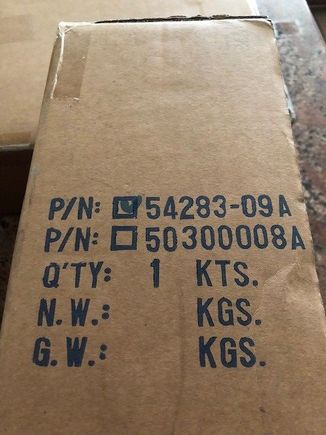 P/N: ☑54283-09A
P/N: ☐50300008A
Q'TY: 1 KTS.
N.W.: KGS.
G.W.: KGS.